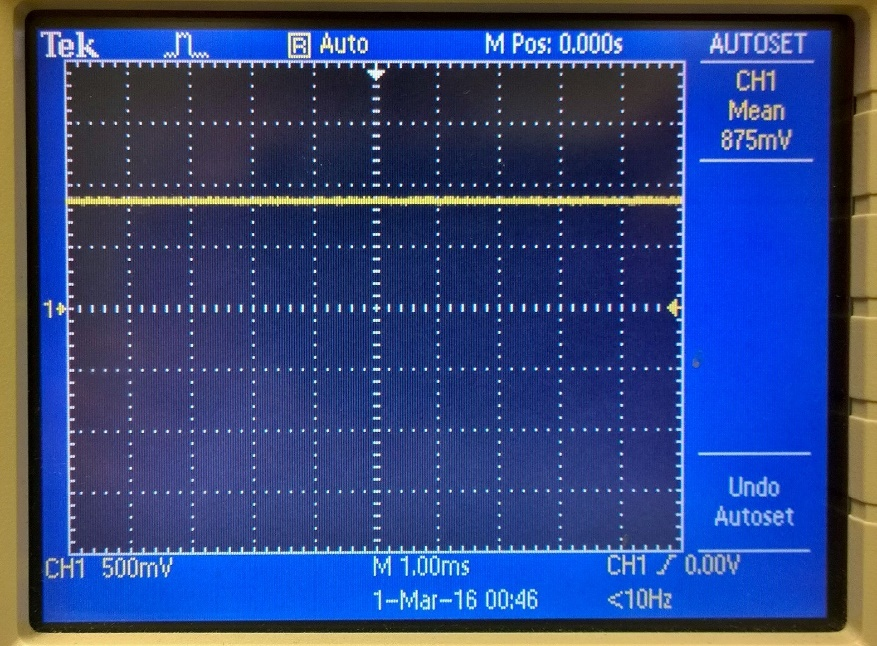 Tek R Auto M Pos: 0.000s AUTOSET
CH1
Mean
875mV
1
Undo
Autoset
CH1 500mV M 1.00ms CH1 0.00V
1-Mar-16 00:46 <10Hz